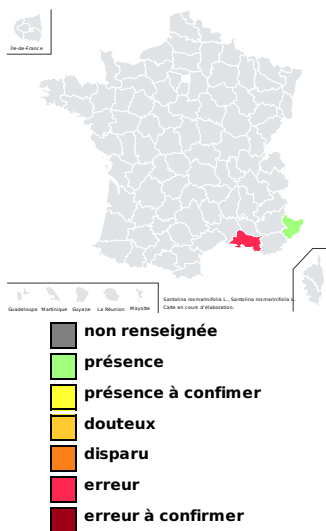 Île-de-France
Santolina rosmarinifolia L., Santolina rosmarinifolia L.
Carte en cours d'élaboration.
Guadeloupe Martinique Guyane La Réunion Mayotte
non renseignée
présence
présence à confimer
douteux
disparu
erreur
erreur à confirmer